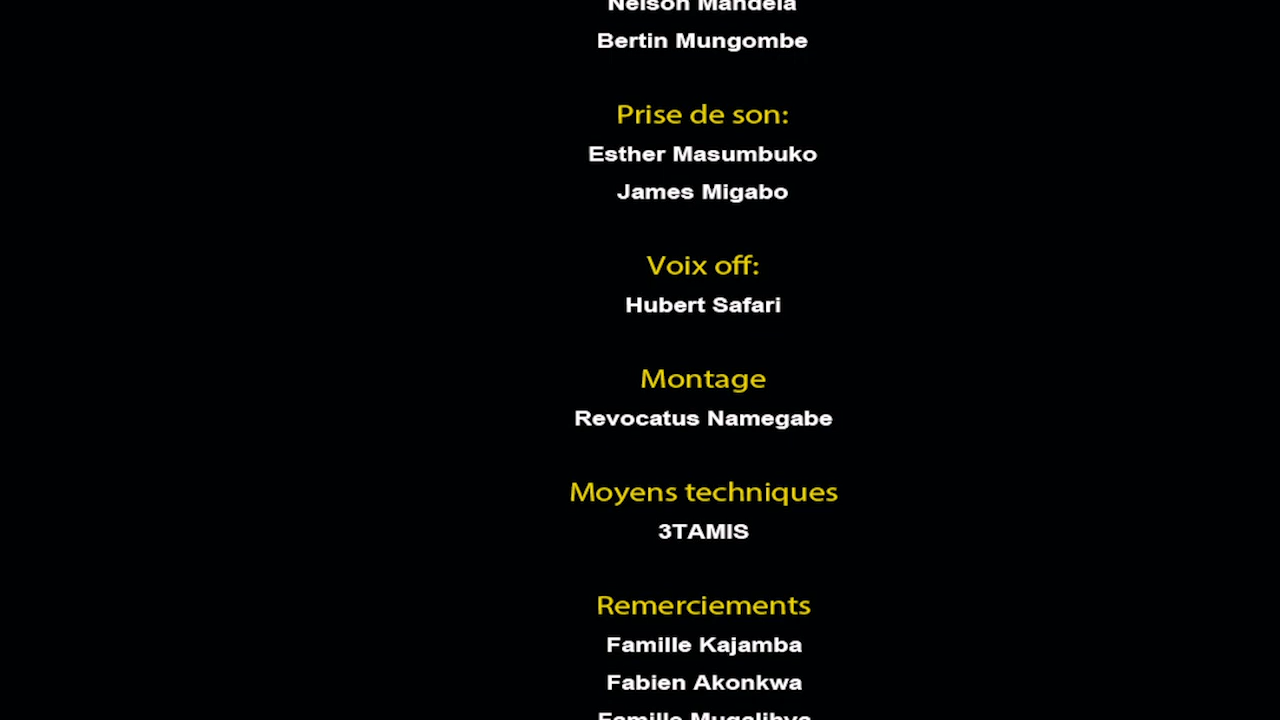 Nelson Mandela
Bertin Mungombe
Prise de son:
Esther Masumbuko
James Migabo
Voix off:
Hubert Safari
Montage
Revocatus Namegabe
Moyens techniques
3TAMIS
Remerciements
Famille Kajamba
Fabien Akonkwa
Famille